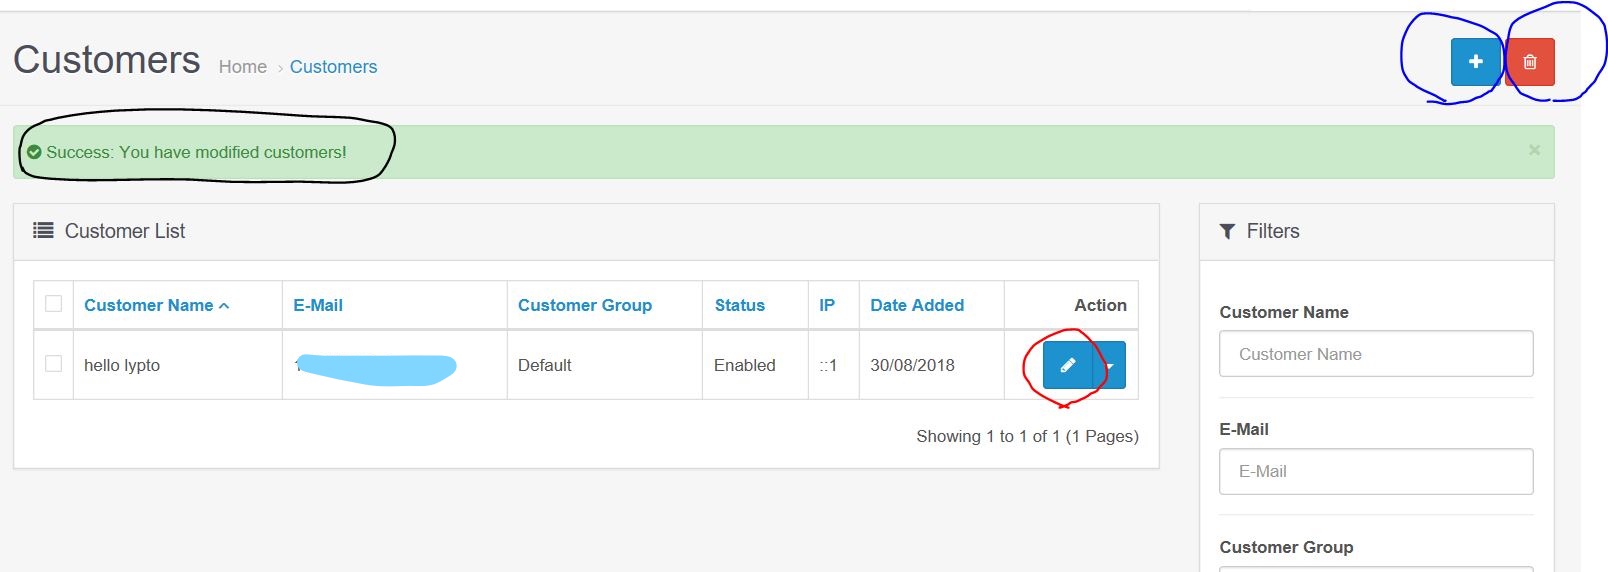 Customers Home › Customers
Success: You have modified customers!
×
Customer List
Customer Name E-Mail Customer Group Status IP Date Added Action
hello lypto Default Enabled ::1 30/08/2018
Showing 1 to 1 of 1 (1 Pages)
Filters
Customer Name
Customer Name
E-Mail
E-Mail
Customer Group